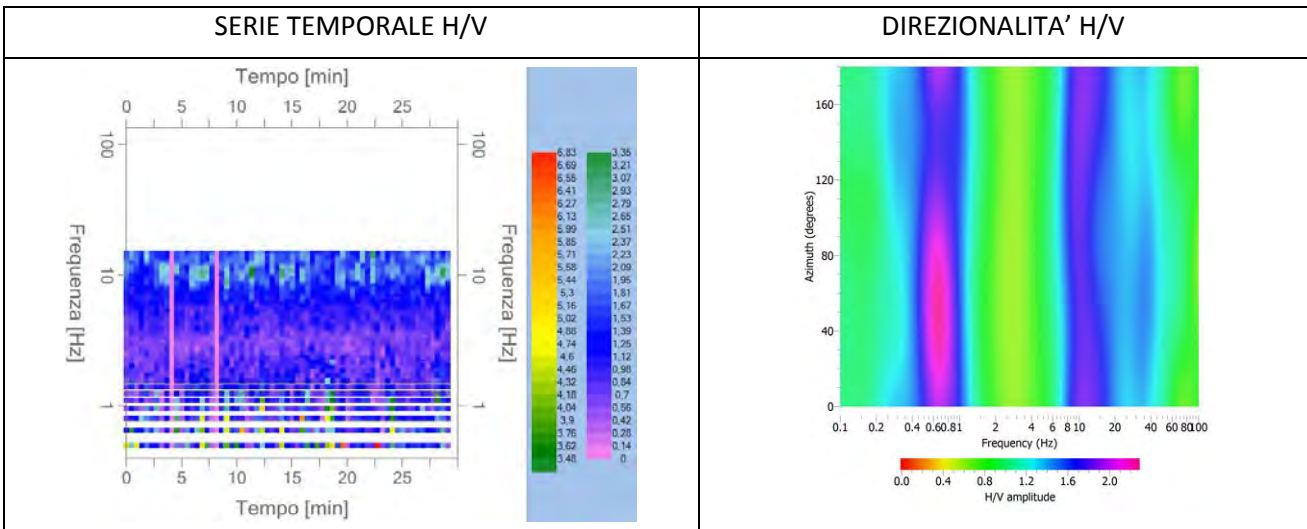 SERIE TEMPORALE H/V
DIREZIONALITA’ H/V
Tempo [min]
0 5 10 15 20 25
100 100
10 10
1 1
Frequenza [Hz]
Frequenza [Hz]
0 5 10 15 20 25
Tempo [min]
6,83 3,35
6,69 3,21
6,55 3,07
6,41 2,93
6,27 2,79
6,13 2,65
5,99 2,51
5,85 2,37
5,71 2,23
5,58 2,09
5,44 1,95
5,3 1,81
5,16 1,67
5,02 1,53
4,88 1,39
4,74 1,25
4,6 1,12
4,46 0,98
4,32 0,84
4,18 0,7
4,04 0,56
3,9 0,42
3,76 0,28
3,62 0,14
3,48 0
160
120
80
40
0
Azimuth (degrees)
0.1 0.2 0.4 0.60.81 2 4 6 8 10 20 40 60 80100
Frequency (Hz)
0.0 0.4 0.8 1.2 1.6 2.0
H/V amplitude